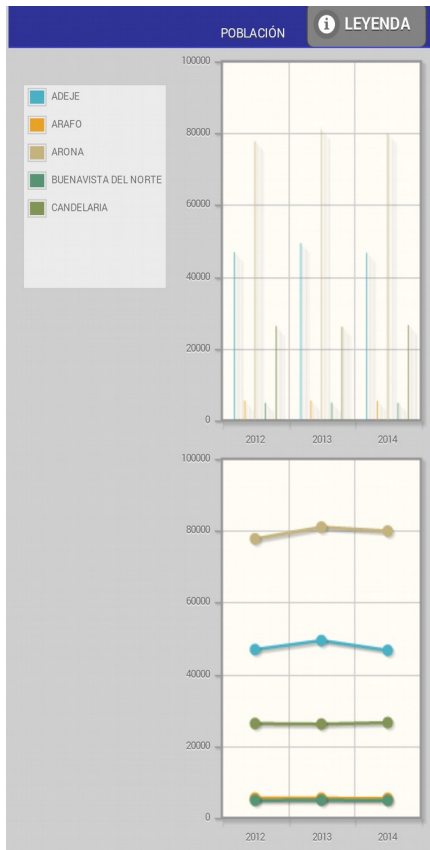 POBLACIÓN
LEYENDA
ADEJE
ARAFO
ARONA
BUENAVISTA DEL NORTE
CANDELARIA
100000
80000
60000
40000
20000
0
2012 2013 2014
100000
80000
60000
40000
20000
0
2012 2013 2014